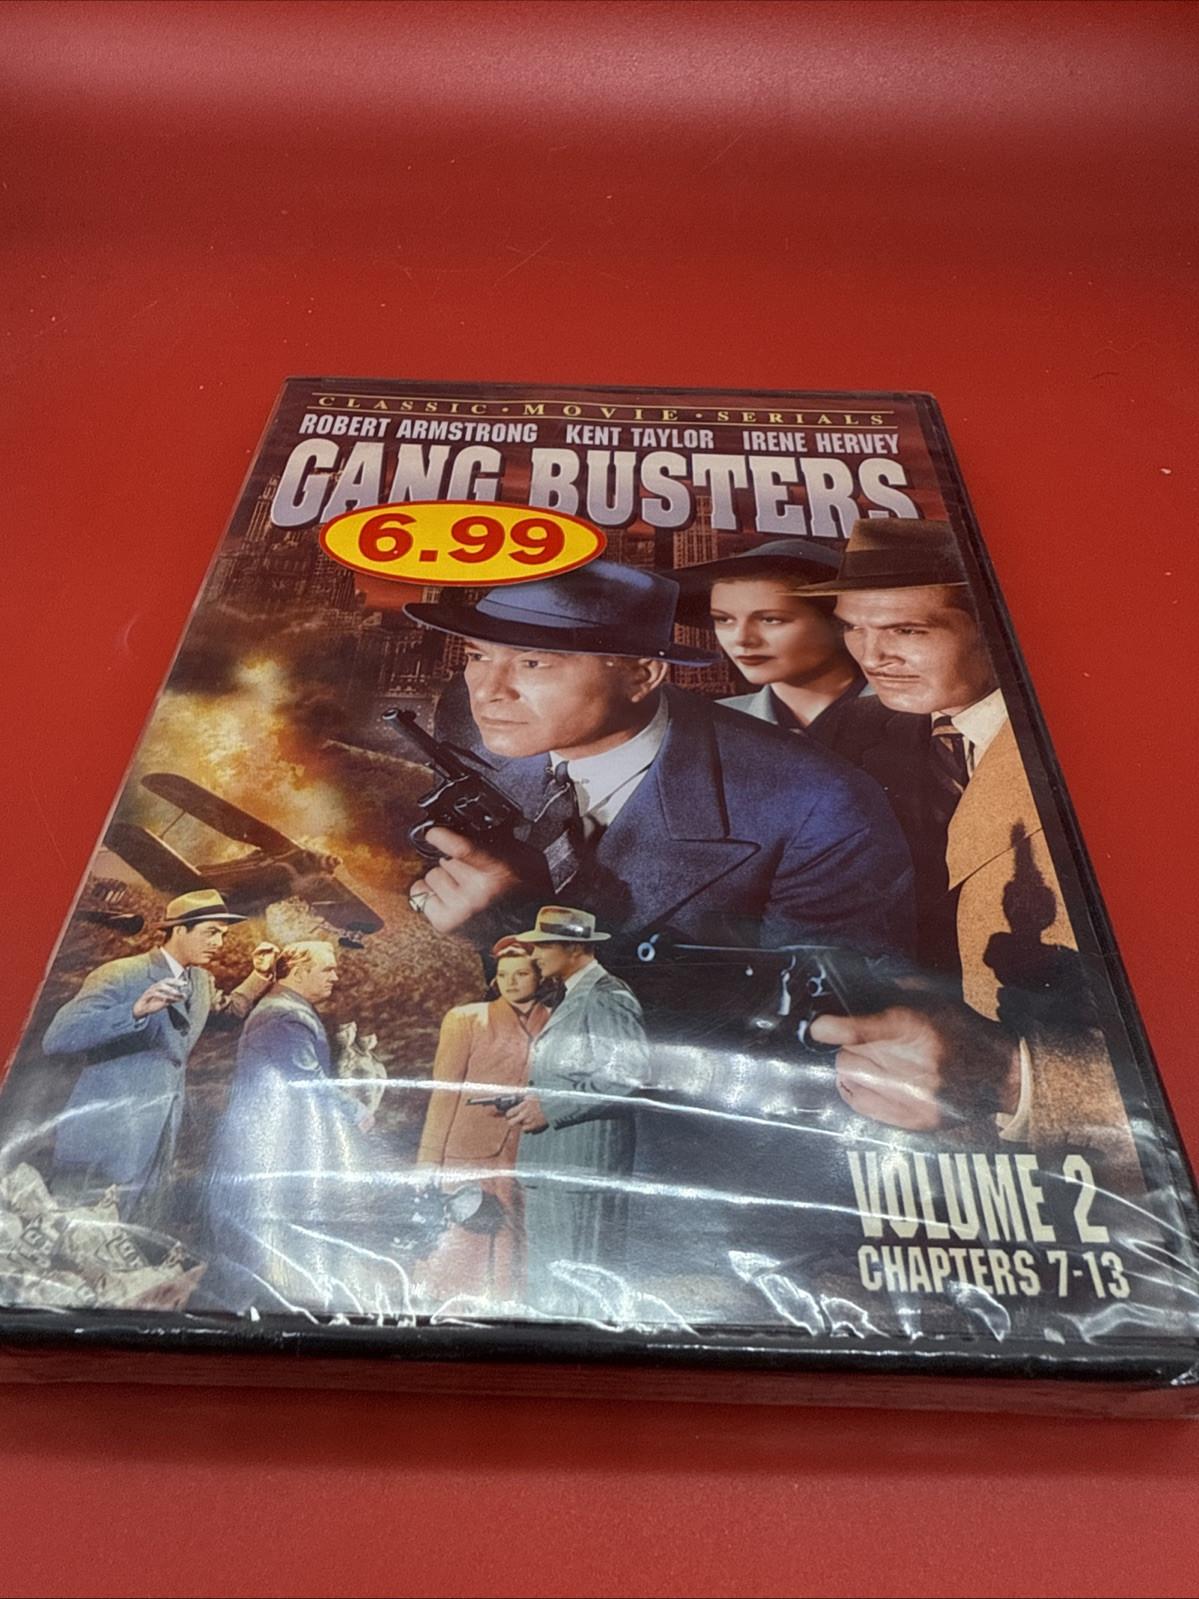 CLASSIC • MOVIE • SERIALS
ROBERT ARMSTRONG KENT TAYLOR IRENE HERVEY
GANG BUSTERS
6.99
VOLUME 2
CHAPTERS 7-13